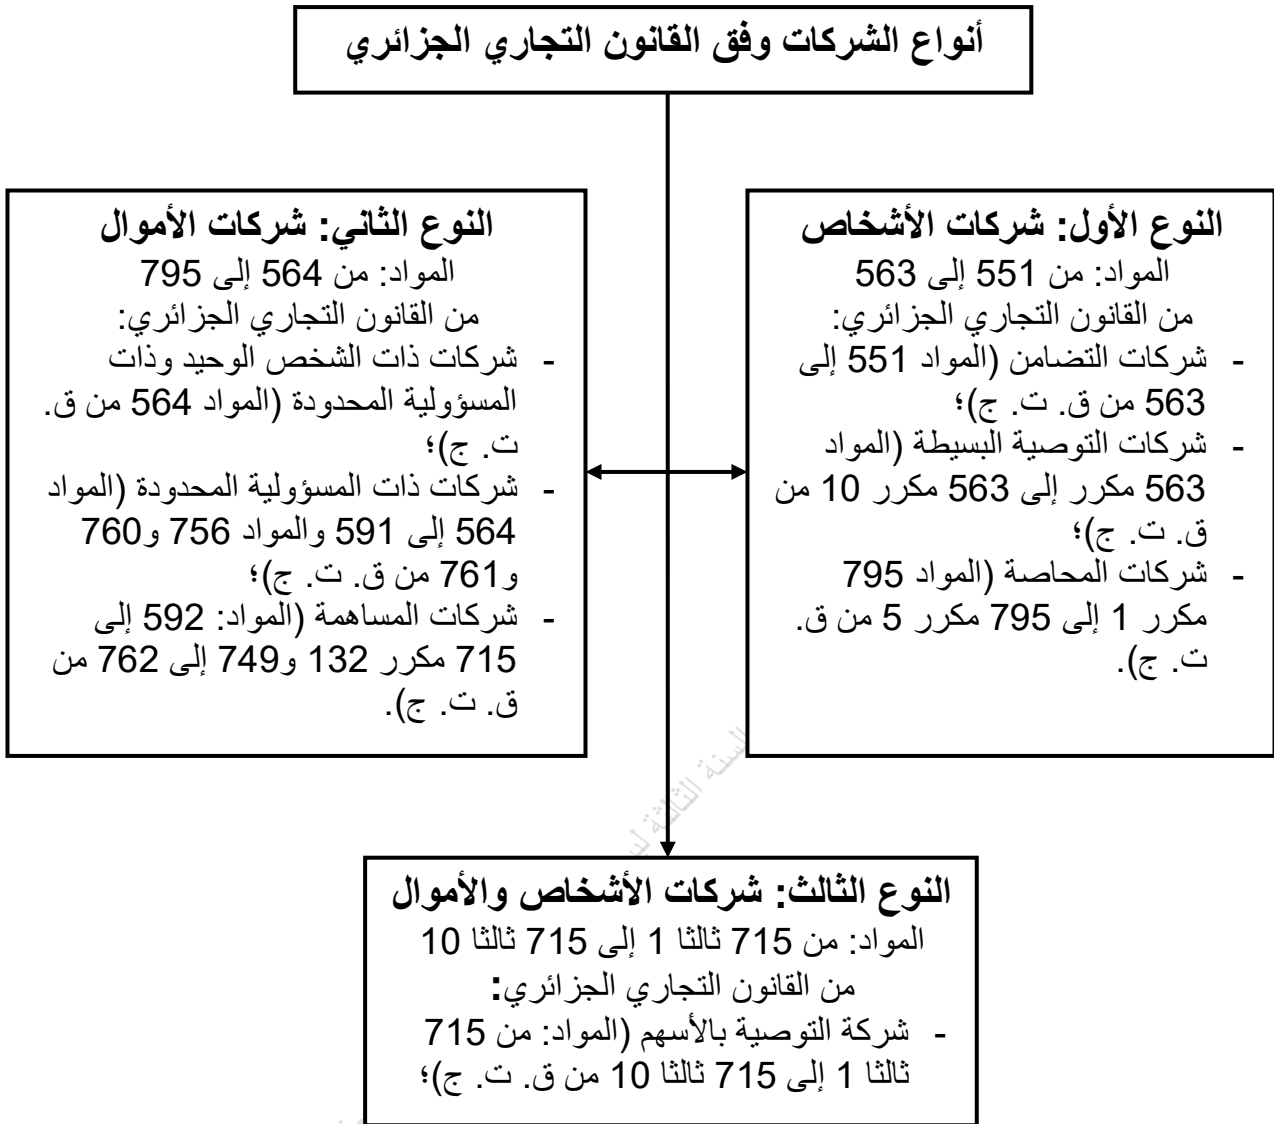 أنواع الشركات وفق القانون التجاري الجزائري
النوع الأول: شركات الأشخاص
المواد: من 551 إلى 563
من القانون التجاري الجزائري:
- شركات التضامن (المواد 551 إلى
563 من ق. ت. ج)؛
- شركات التوصية البسيطة (المواد
563 مكرر إلى 563 مكرر 10 من
ق. ت. ج)؛
- شركات المحاصة (المواد 795
مكرر 1 إلى 795 مكرر 5 من ق.
ت. ج).
النوع الثاني: شركات الأموال
المواد: من 564 إلى 795
من القانون التجاري الجزائري:
- شركات ذات الشخص الوحيد وذات
المسؤولية المحدودة (المواد 564 من ق.
ت. ج)؛
- شركات ذات المسؤولية المحدودة (المواد
564 إلى 591 والمواد 756 و760
و761 من ق. ت. ج)؛
- شركات المساهمة (المواد: 592 إلى
715 مكرر 132 و749 إلى 762 من
ق. ت. ج).
السنة الثالثة
النوع الثالث: شركات الأشخاص والأموال
المواد: من 715 ثالثا 1 إلى 715 ثالثا 10
من القانون التجاري الجزائري:
- شركة التوصية بالأسهم (المواد: من 715
ثالثا 1 إلى 715 ثالثا 10 من ق. ت. ج)؛